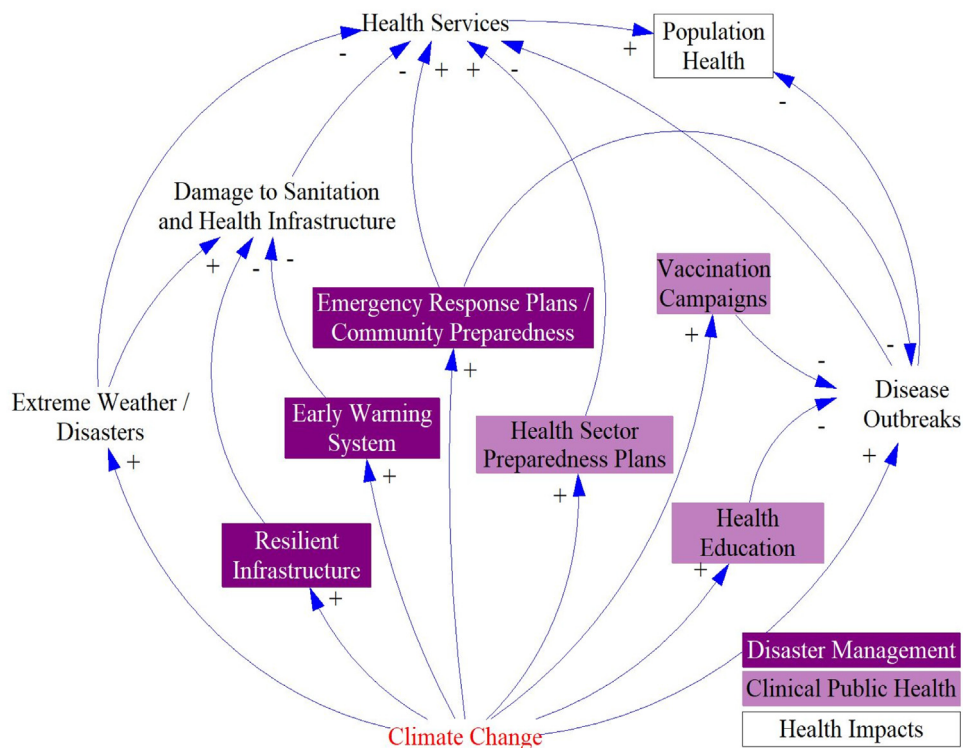 Health Services
Population
Health
+
-
-
+
+
-
-
Damage to Sanitation
and Health Infrastructure
+
-
-
Vaccination
Campaigns
Emergency Response Plans /
Community Preparedness
+
+
-
-
Extreme Weather /
Disasters
+
Early Warning
System
+
Health Sector
Preparedness Plans
+
-
+
Disease
Outbreaks
Resilient
Infrastructure
+
Health
Education
+
Disaster Management
Clinical Public Health
Health Impacts
Climate Change